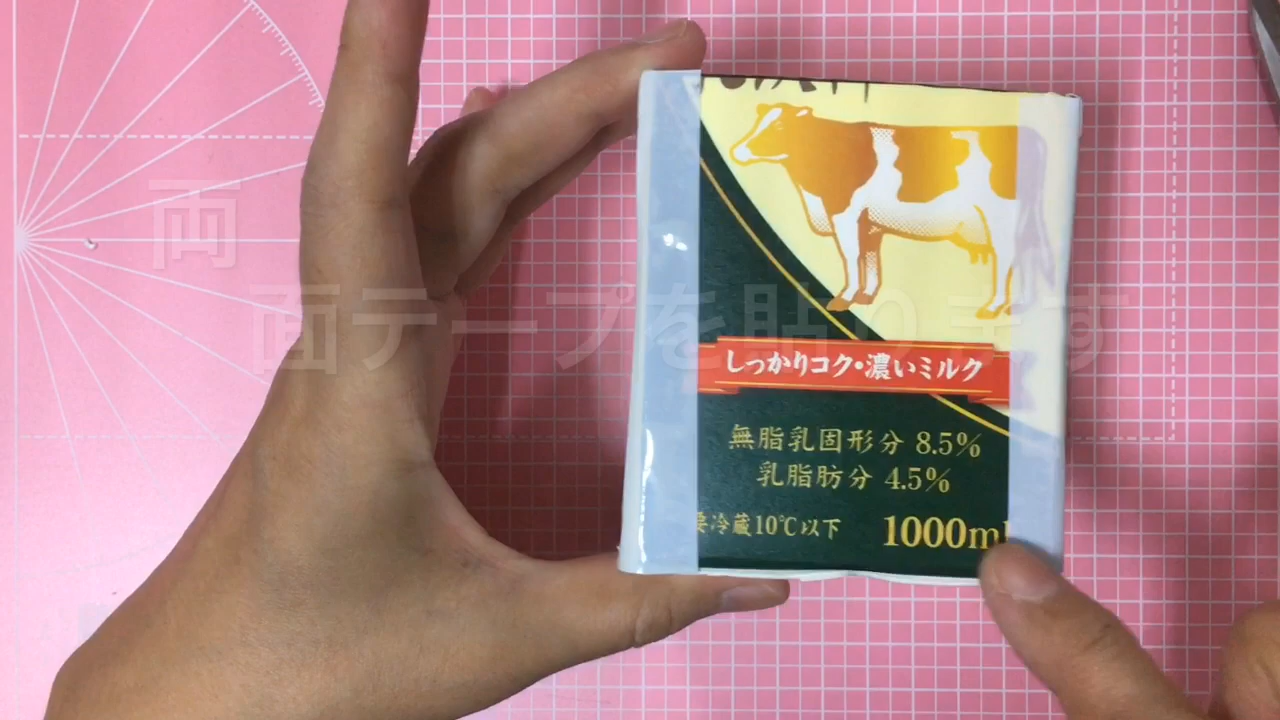 両
面テープを貼ります
しっかりコク・濃いミルク
無脂乳固形分 8.5%
乳脂肪分 4.5%
要冷蔵10℃以下 1000ml